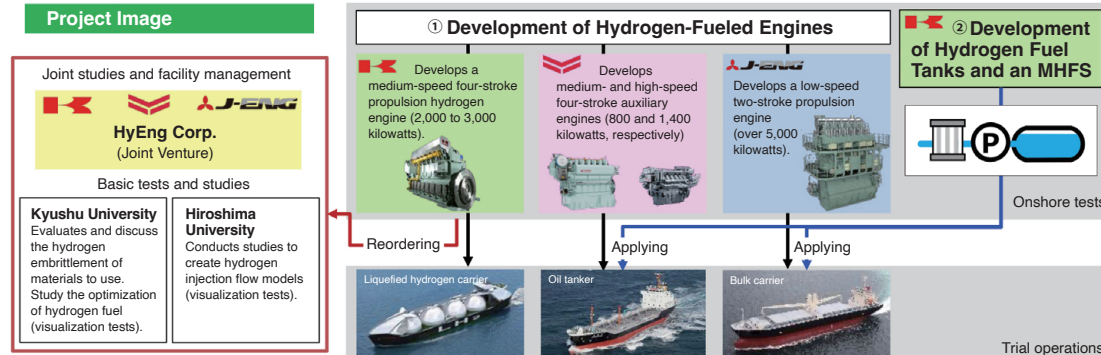 Project Image
Joint studies and facility management
J-ENG
HyEng Corp.
(Joint Venture)
Basic tests and studies
Kyushu University
Evaluates and discuss
the hydrogen
embrittlement of
materials to use.
Study the optimization
of hydrogen fuel
(visualization tests).
Hiroshima
University
Conducts studies to
create hydrogen
injection flow models
(visualization tests).
① Development of Hydrogen-Fueled Engines
Develops a
medium-speed four-stroke
propulsion hydrogen
engine (2,000 to 3,000
kilowatts).
Develops
medium- and high-speed
four-stroke auxiliary
engines (800 and 1,400
kilowatts, respectively)
J-ENG
Develops a low-speed
two-stroke propulsion
engine
(over 5,000
kilowatts).
② Development
of Hydrogen Fuel
Tanks and an MHFS
P
Onshore tests
Reordering
Applying
Applying
Liquefied hydrogen carrier
Oil tanker
Bulk carrier
Trial operations